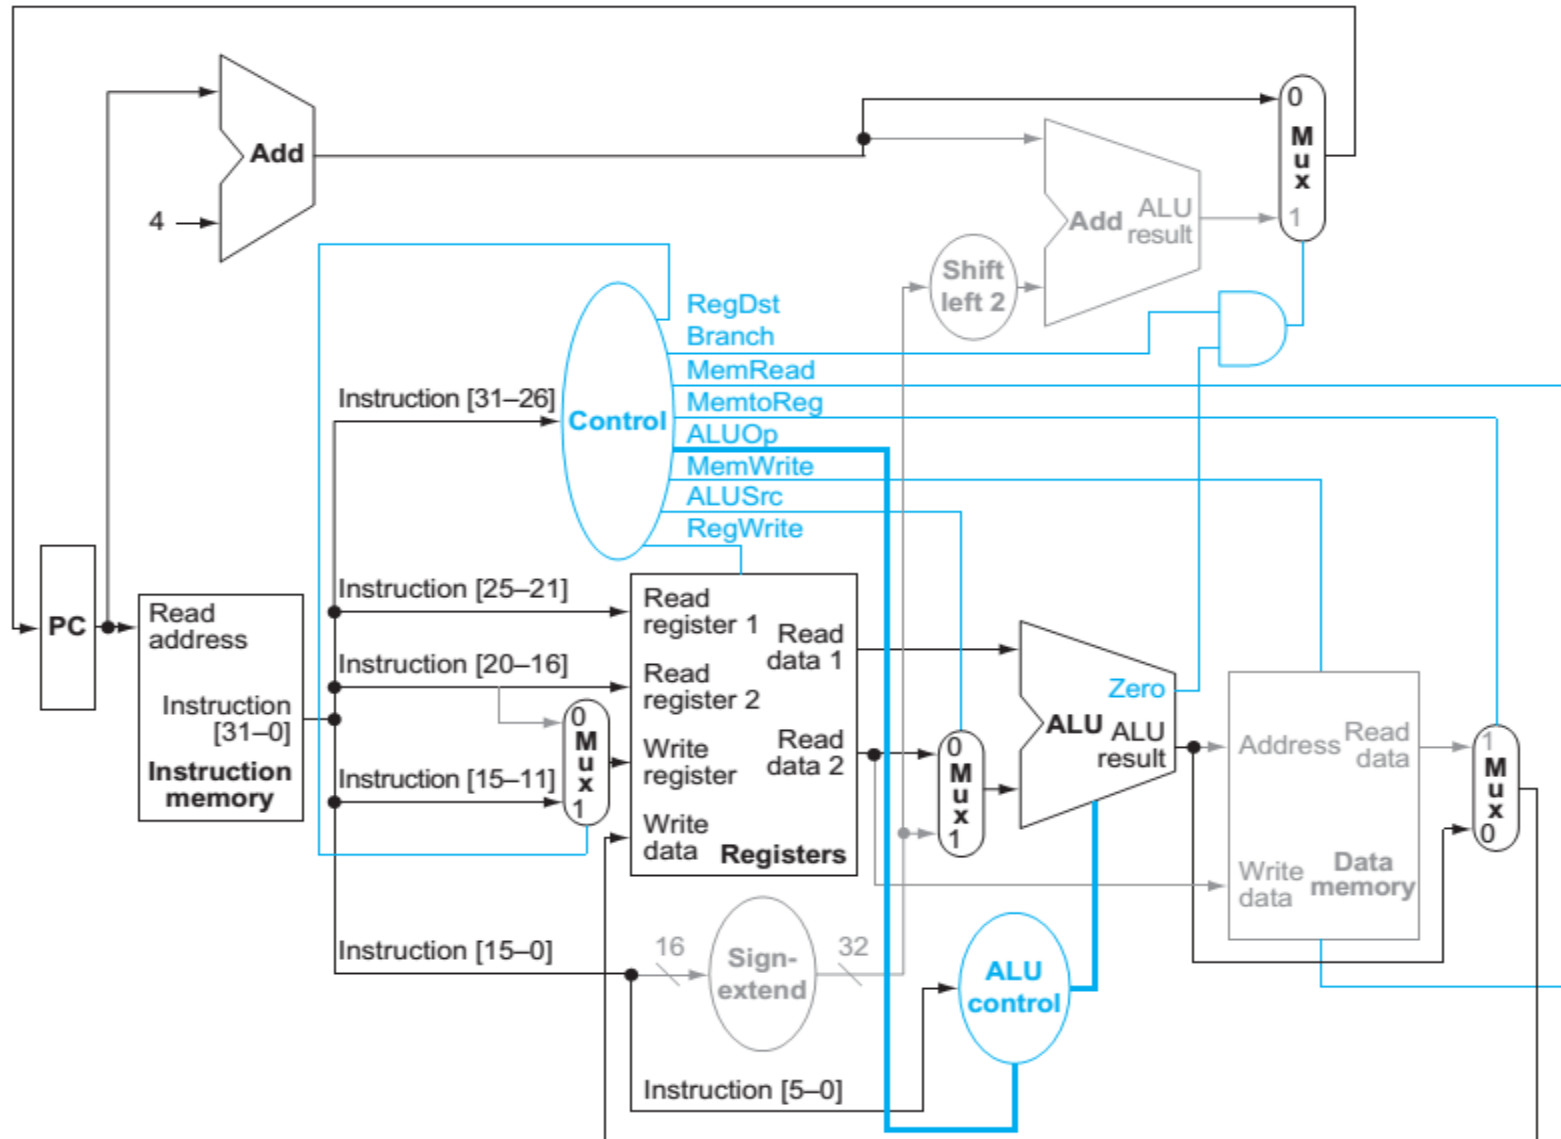 Add
4
0
M
u
x
1
Add
ALU
result
Shift
left 2
RegDst
Branch
MemRead
MemtoReg
ALUOp
MemWrite
ALUSrc
RegWrite
Instruction [31–26]
Control
PC
Read
address
Instruction
[31–0]
Instruction
memory
Instruction [25–21]
Instruction [20–16]
Instruction [15–11]
0
M
u
x
1
Read
register 1
Read
register 2
Write
register
Write
data
Read
data 1
Read
data 2
Registers
0
M
u
x
1
Zero
ALU
ALU
result
Address
Read
data
Write
data
Data
memory
1
M
u
x
0
Instruction [15–0]
16
Sign-
extend
32
ALU
control
Instruction [5–0]